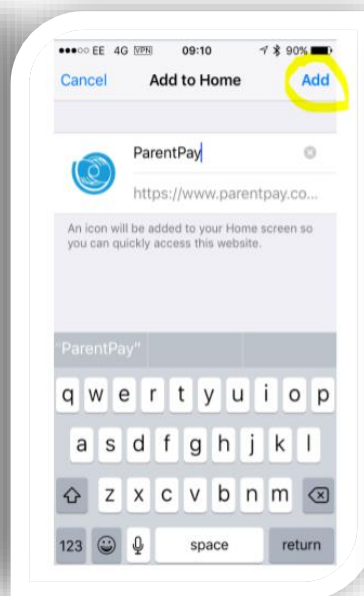 EE 4G VPN 09:10 90%
Cancel Add to Home Add
ParentPay
https://www.parentpay.co...
An icon will be added to your Home screen so
you can quickly access this website.
"ParentPay"
q w e r t y u i o p
a s d f g h j k l
z x c v b n m
123 space return